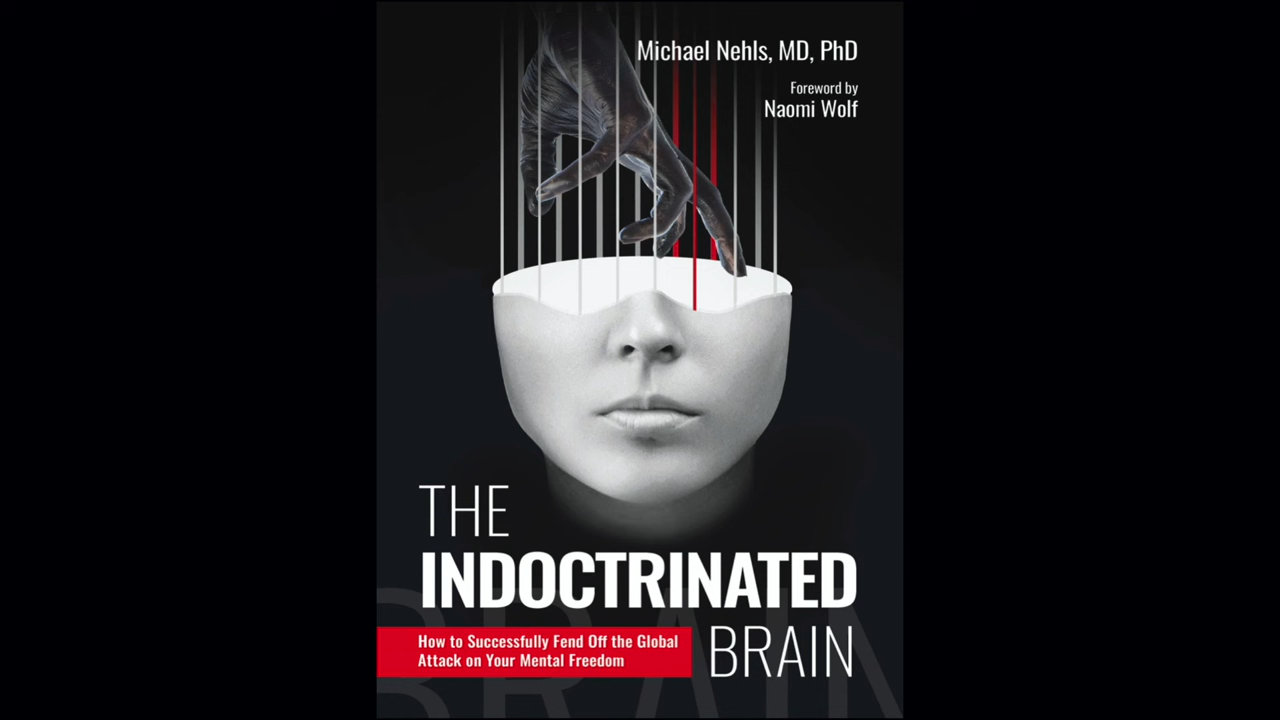 Michael Nehls, MD, PhD
Foreword by
Naomi Wolf
THE
INDOCTRINATED
BRAIN
How to Successfully Fend Off the Global
Attack on Your Mental Freedom
BRAIN